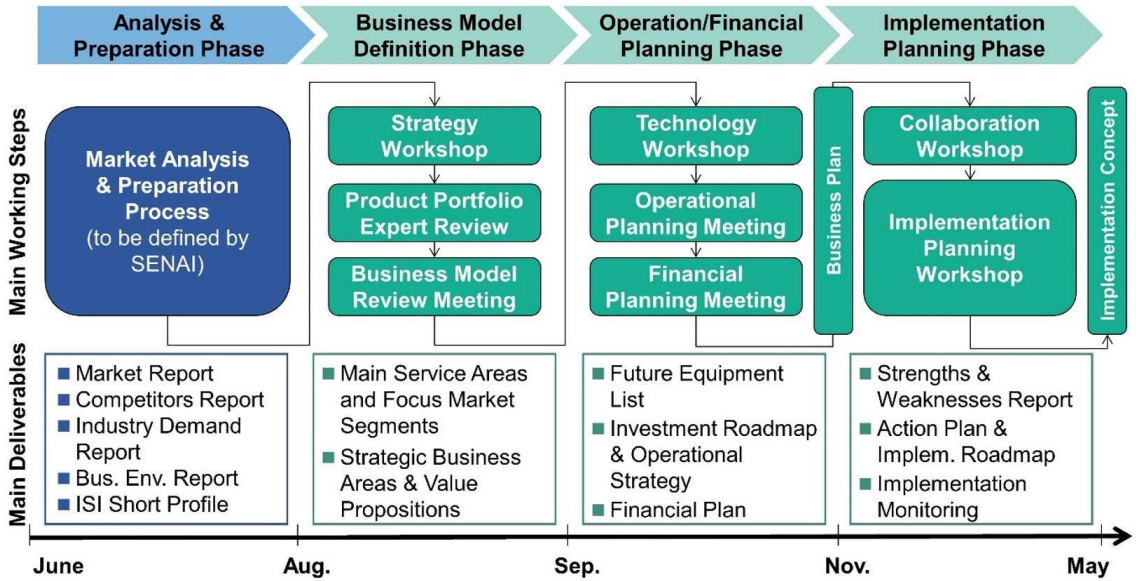 Analysis &
Preparation Phase
Business Model
Definition Phase
Operation/Financial
Planning Phase
Implementation
Planning Phase
Main Working Steps
Market Analysis
& Preparation
Process
(to be defined by
SENAI)
Strategy
Workshop
Product Portfolio
Expert Review
Business Model
Review Meeting
Technology
Workshop
Operational
Planning Meeting
Financial
Planning Meeting
Business Plan
Collaboration
Workshop
Implementation
Planning
Workshop
Implementation Concept
Main Deliverables
Market Report
Competitors Report
Industry Demand
Report
Bus. Env. Report
ISI Short Profile
Main Service Areas
and Focus Market
Segments
Strategic Business
Areas & Value
Propositions
Future Equipment
List
Investment Roadmap
& Operational
Strategy
Financial Plan
Strengths &
Weaknesses Report
Action Plan &
Implem. Roadmap
Implementation
Monitoring
June
Aug.
Sep.
Nov.
May